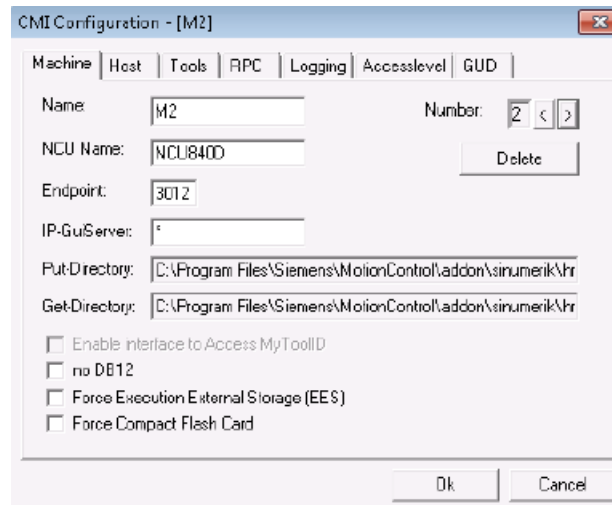 CMI Configuration - [M2]
Machine Host Tools RPC Logging Accesslevel GUD
Name: M2 Number: 2 < >
NCU Name: NCU840D Delete
Endpoint: 3012
IP-GuiServer: *
Put-Directory: C:\Program Files\Siemens\MotionControl\addon\sinumerik\hr
Get-Directory: C:\Program Files\Siemens\MotionControl\addon\sinumerik\hr
Enable interface to Access MyToolID
no DB12
Force Execution External Storage (EES)
Force Compact Flash Card
Ok Cancel